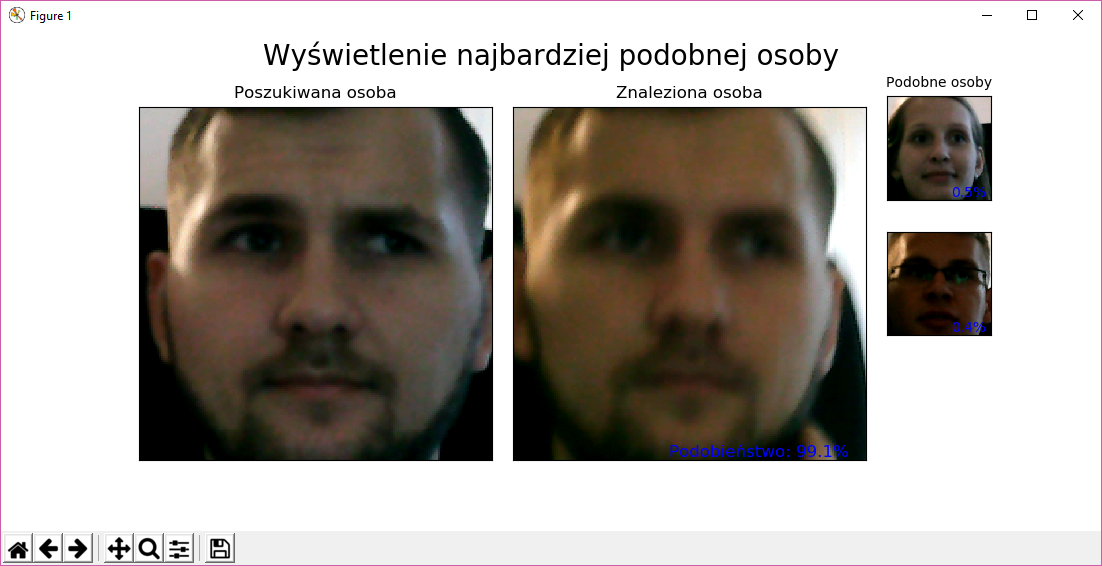 Figure 1
Wyświetlenie najbardziej podobnej osoby
Poszukiwana osoba
Znaleziona osoba
Podobne osoby
0.5%
0.4%
Podobieństwo: 99.1%